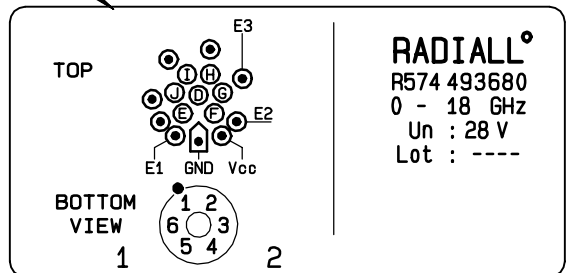 E3
TOP
I H
J D G
E F
E2
E1 GND Vcc
BOTTOM
VIEW
1 2
6 3
5 4
1 2
RADIALL°
R574 493680
0 - 18 GHz
Un : 28 V
Lot : ----